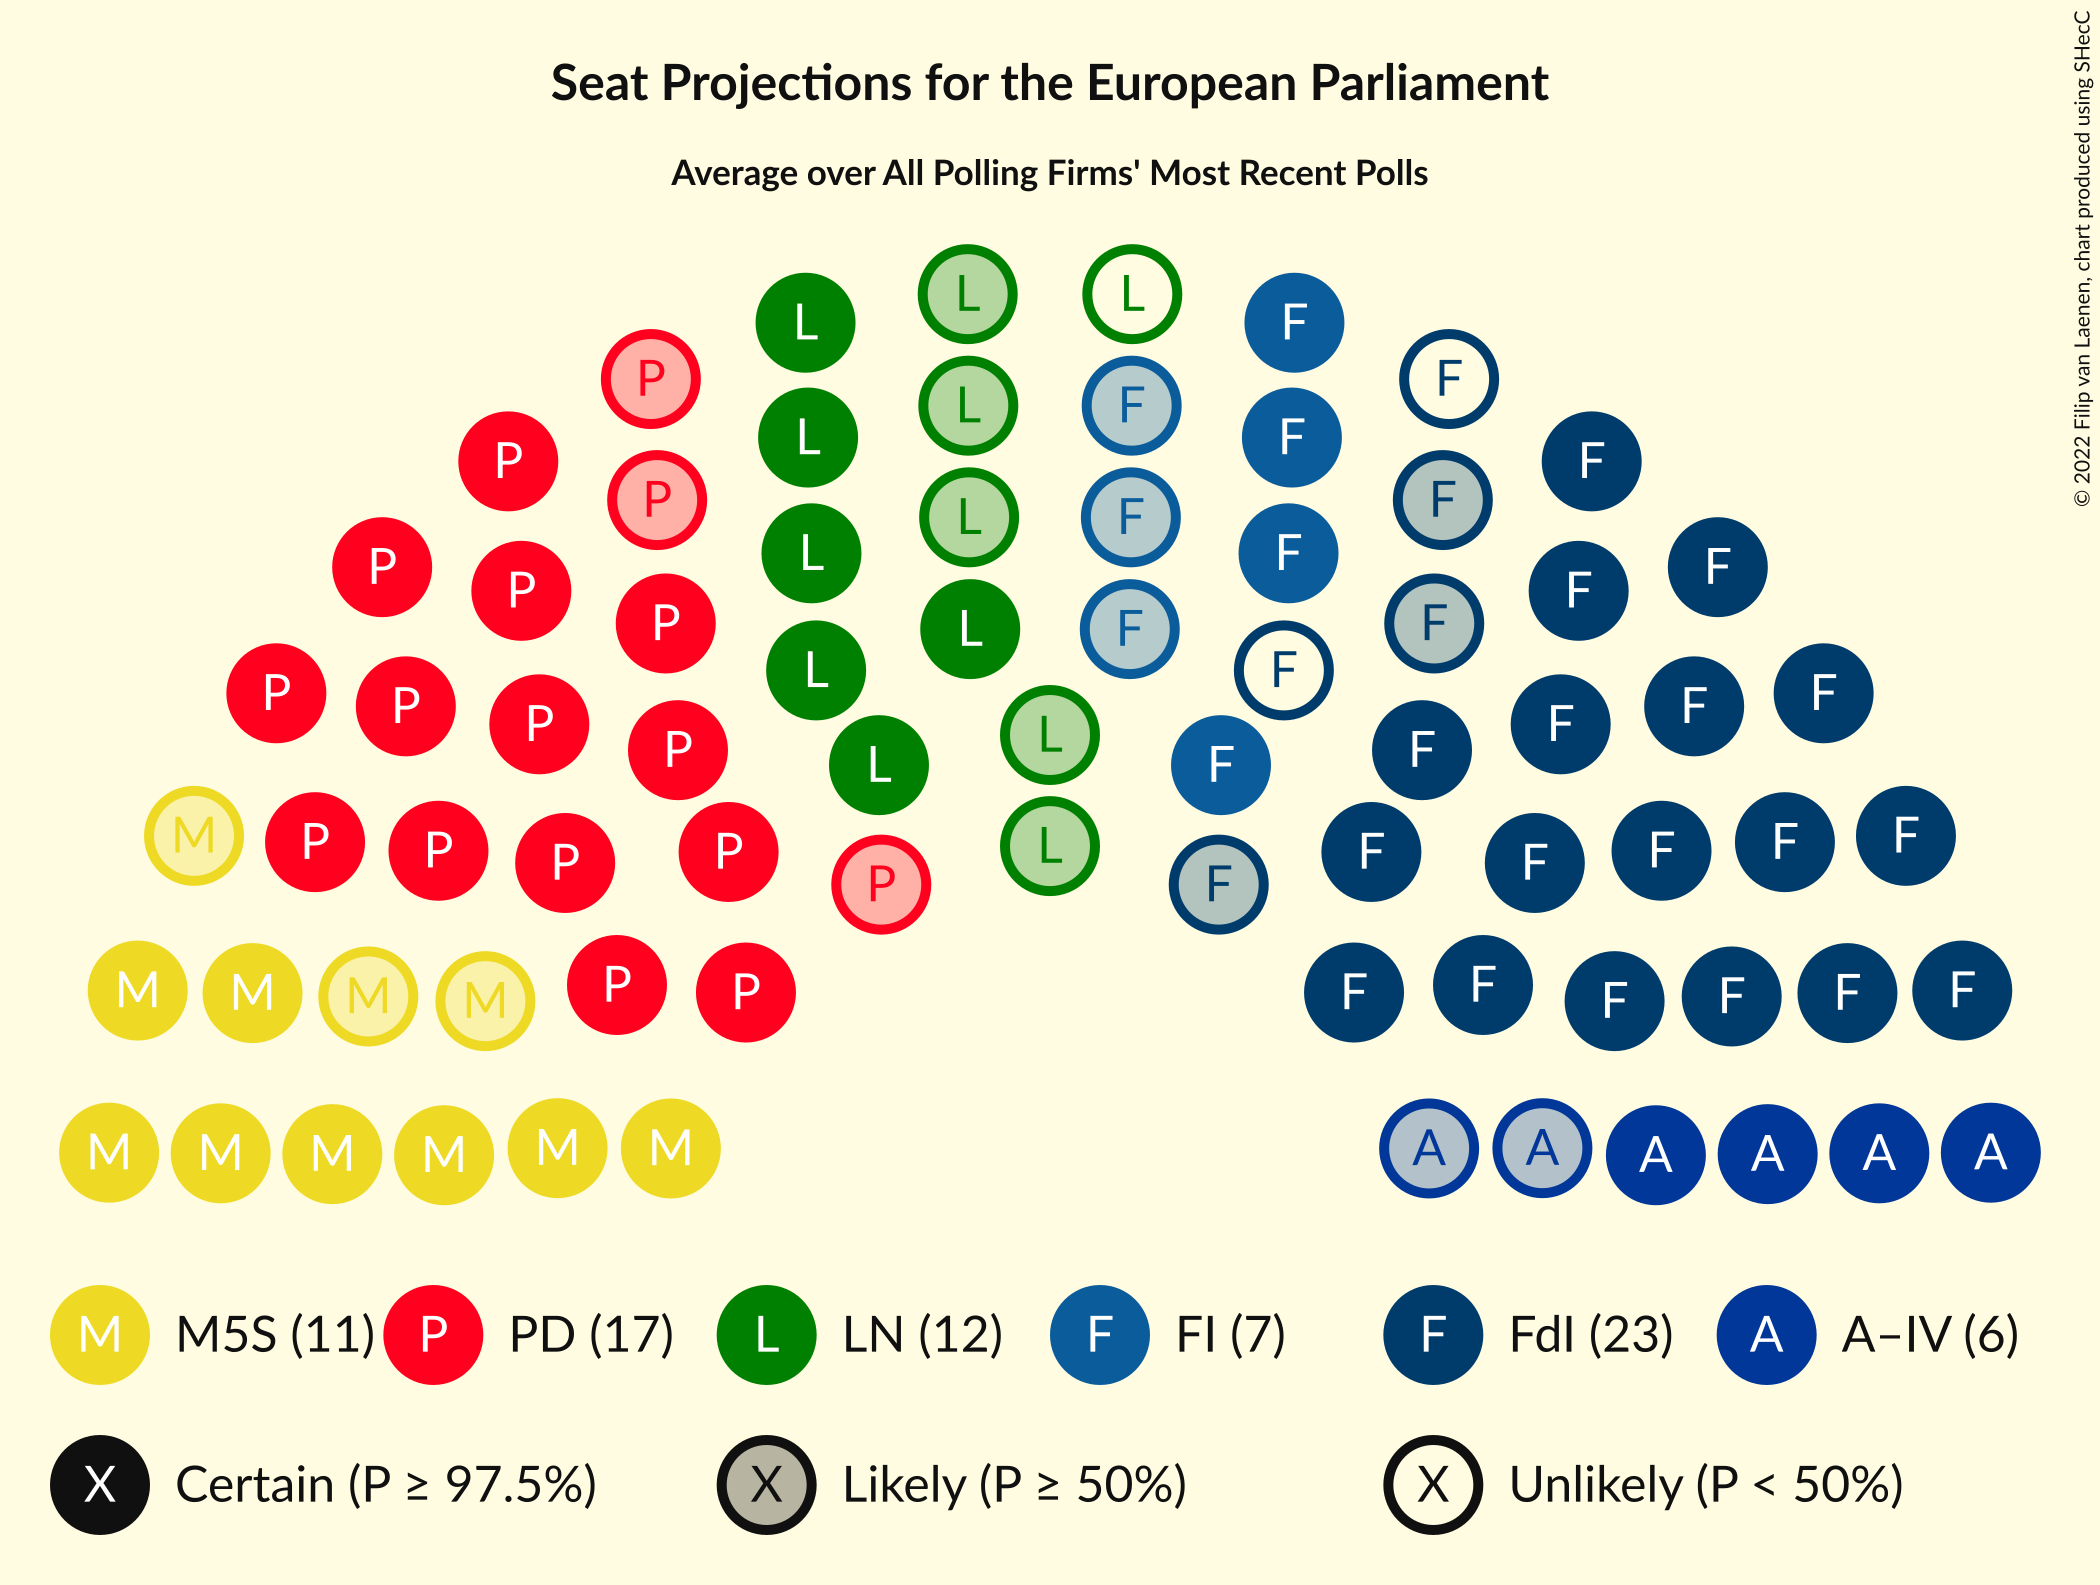 Seat Projections for the European Parliament
Average over All Polling Firms' Most Recent Polls
© 2022 Filip van Laenen, chart produced using SHecC
L L
L F
P F
L F
L F
P P F F
L L F
P F
P P F F
P L F F
L F
P P F F
P P F F
L F
L
P L F
M P P P P F F F F F
L
P F
M M M M P P F F F F F F
M M M M M M A A A A A A
M M5S (11) P PD (17) L LN (12) F FI (7) F FdI (23) A A–IV (6)
X Certain (P ≥ 97.5%) X Likely (P ≥ 50%) X Unlikely (P < 50%)